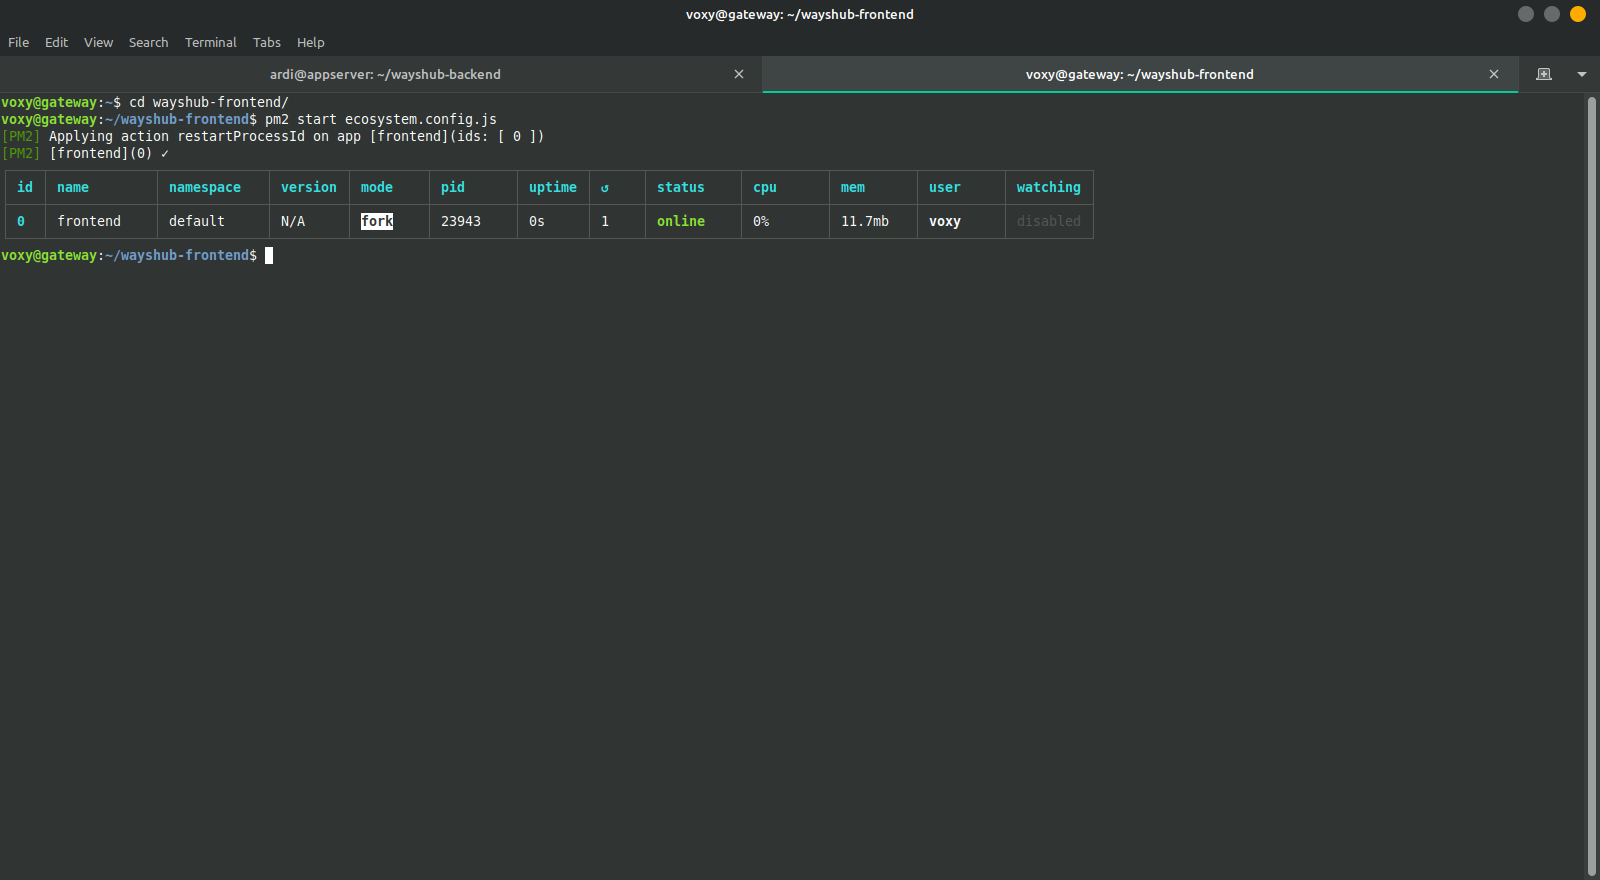 voxy@gateway: ~/wayshub-frontend
File Edit View Search Terminal Tabs Help
ardi@appserver: ~/wayshub-backend
voxy@gateway: ~/wayshub-frontend
voxy@gateway:~$ cd wayshub-frontend/
voxy@gateway:~/wayshub-frontend$ pm2 start ecosystem.config.js
[PM2] Applying action restartProcessId on app [frontend](ids: [ 0 ])
[PM2] [frontend](0) ✓
id name namespace version mode pid uptime ↺ status cpu mem user watching
0 frontend default N/A fork 23943 0s 1 online 0% 11.7mb voxy disabled
voxy@gateway:~/wayshub-frontend$